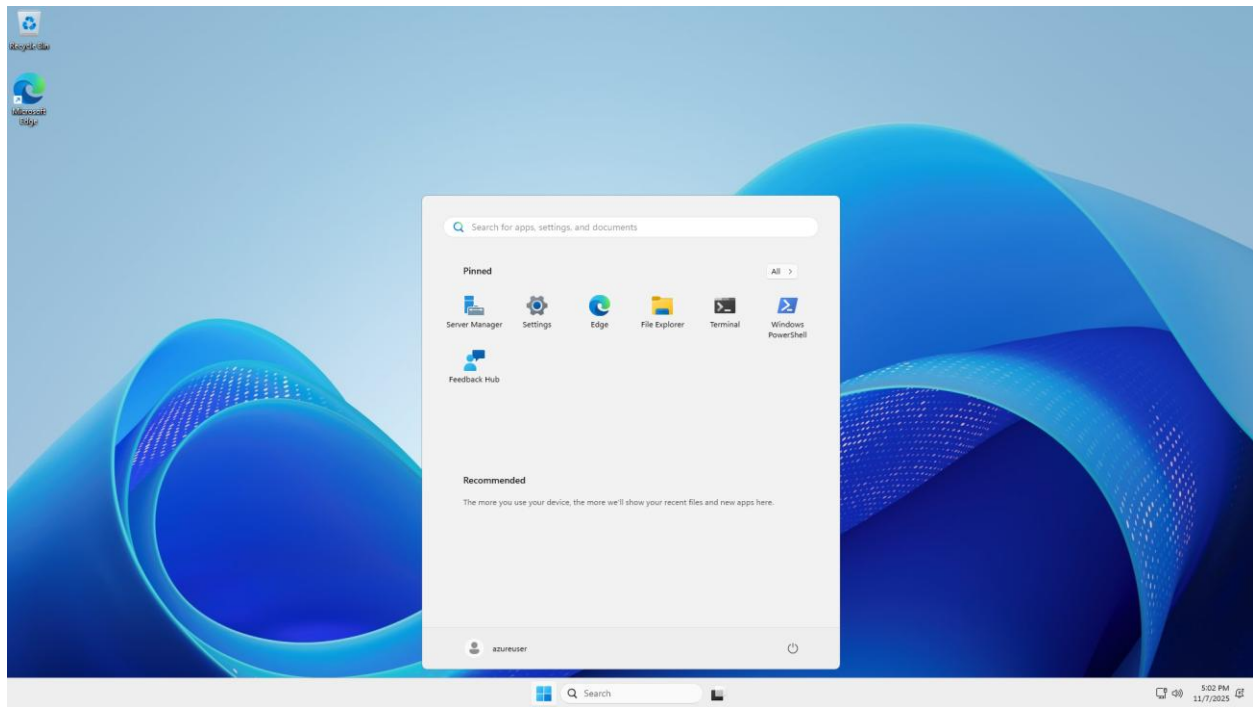 Recycle Bin
Microsoft
Edge
Search for apps, settings, and documents
Pinned
All
Server Manager
Settings
Edge
File Explorer
Terminal
Windows
PowerShell
Feedback Hub
Recommended
The more you use your device, the more we'll show your recent files and new apps here.
azureuser
Search
5:02 PM
11/7/2025